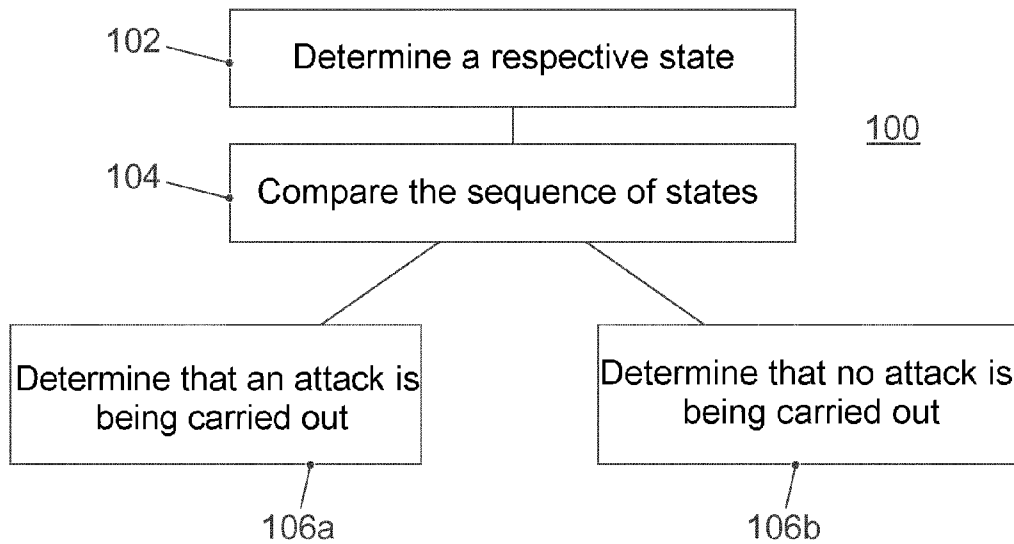 102
Determine a respective state
100
104
Compare the sequence of states
Determine that an attack is
being carried out
Determine that no attack is
being carried out
106a
106b